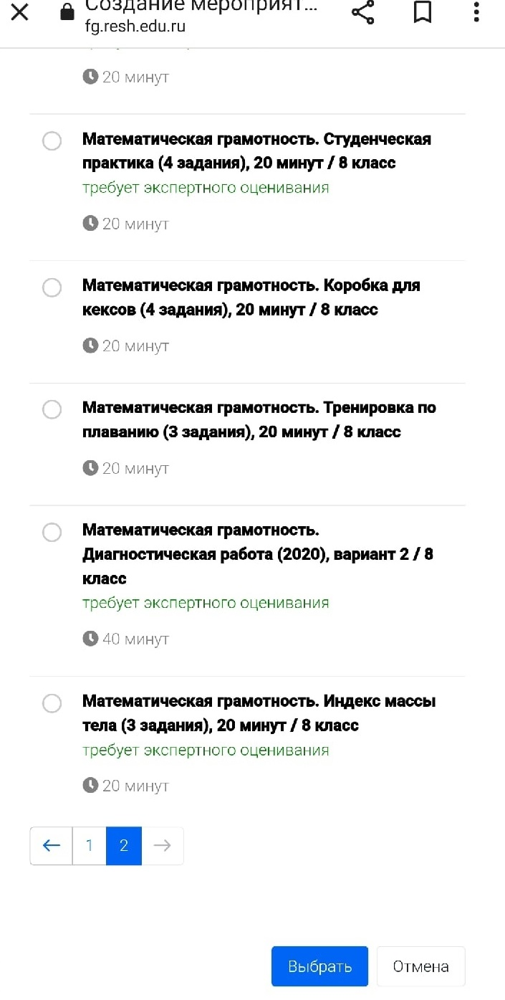 Создание мероприят...
fg.resh.edu.ru
20 минут
Математическая грамотность. Студенческая
практика (4 задания), 20 минут / 8 класс
требует экспертного оценивания
20 минут
Математическая грамотность. Коробка для
кексов (4 задания), 20 минут / 8 класс
20 минут
Математическая грамотность. Тренировка по
плаванию (3 задания), 20 минут / 8 класс
20 минут
Математическая грамотность.
Диагностическая работа (2020), вариант 2 / 8
класс
требует экспертного оценивания
40 минут
Математическая грамотность. Индекс массы
тела (3 задания), 20 минут / 8 класс
требует экспертного оценивания
20 минут
← 1 2 →
Выбрать Отмена